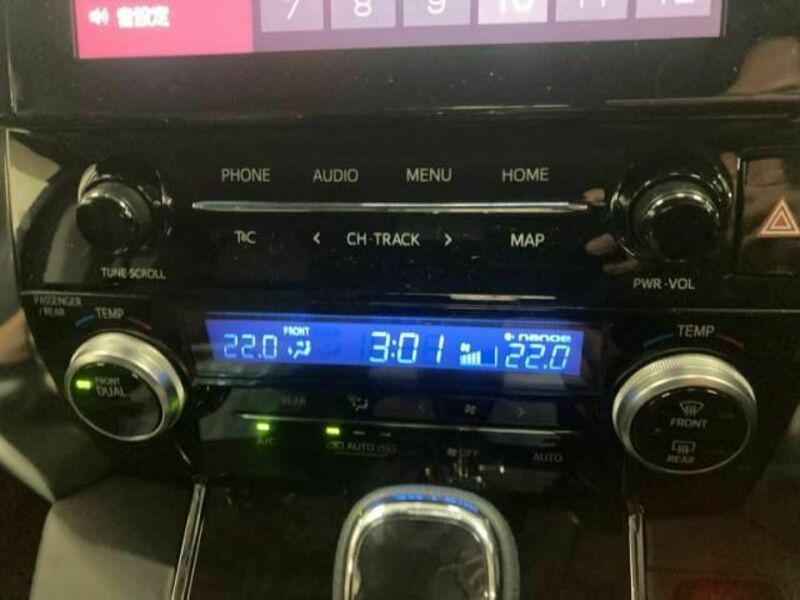 音設定
7 8 9 10 11 12
PHONE AUDIO MENU HOME
T C < CH·TRACK > MAP
TUNE·SCROLL
PWR·VOL
PASSENGER
/REAR
TEMP
TEMP
FRONT
nanoe
22.0 3:01 22.0
FRONT
DUAL
FRONT
REAR
REAR
A/C
AUTO
OFF
AUTO